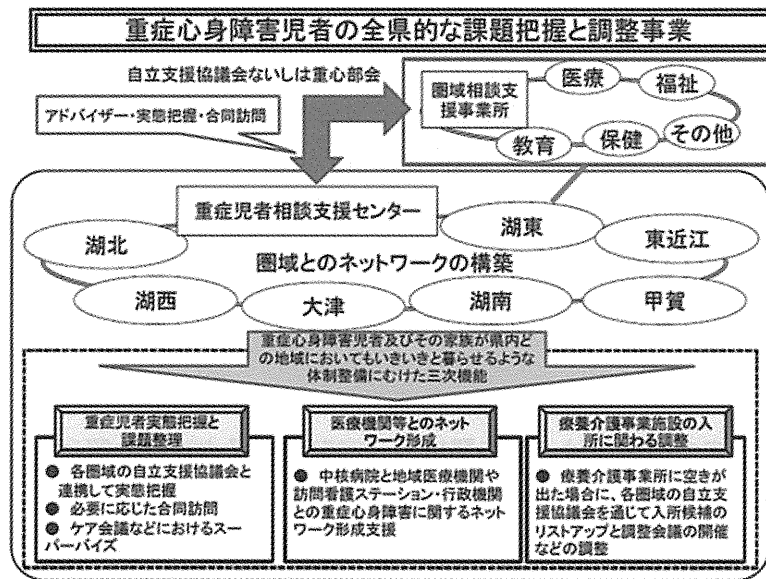 重症心身障害児者の全県的な課題把握と調整事業
自立支援協議会ないしは重心部会
アドバイザー・実態把握・合同訪問
圏域相談支
援事業所
医療
福祉
教育
保健
その他
重症児者相談支援センター
湖北
湖東
東近江
圏域とのネットワークの構築
湖西
大津
湖南
甲賀
重症心身障害児者及びその家族が県内ど
の地域においてもいきいきと暮らせるような
体制整備にむけた三次機能
重症児者実態把握と
課題整理
● 各圏域の自立支援協議会と
連携して実態把握
● 必要に応じた合同訪問
● ケア会議などにおけるスー
パーバイズ
医療機関等とのネット
ワーク形成
● 中核病院と地域医療機関や
訪問看護ステーション・行政機関
との重症心身障害に関するネット
ワーク形成支援
療養介護事業施設の入
所に関わる調整
● 療養介護事業所に空きが
出た場合に、各圏域の自立支
援協議会を通じて入所候補の
リストアップと調整会議の開催
などの調整